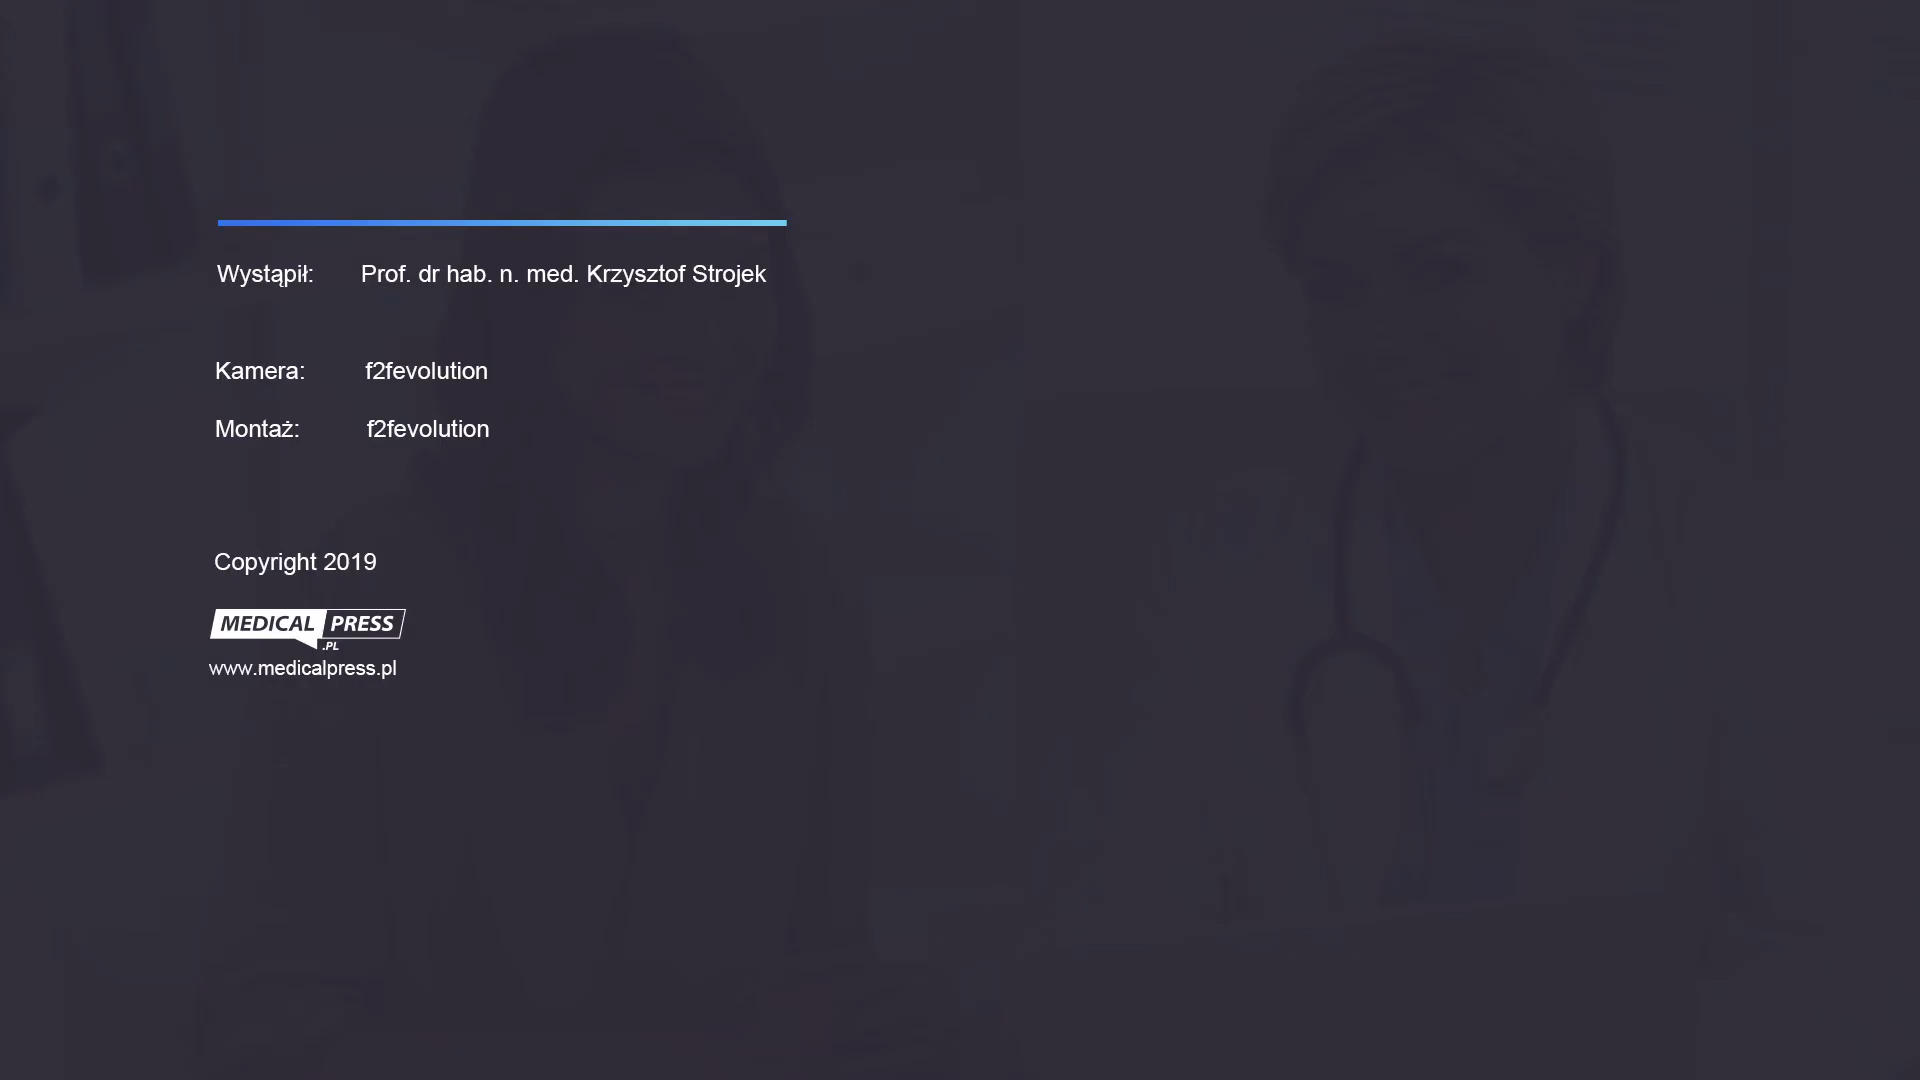 Wystąpił: Prof. dr hab. n. med. Krzysztof Strojek
Kamera: f2fevolution
Montaż: f2fevolution
Copyright 2019
MEDICAL PRESS
.PL
www.medicalpress.pl